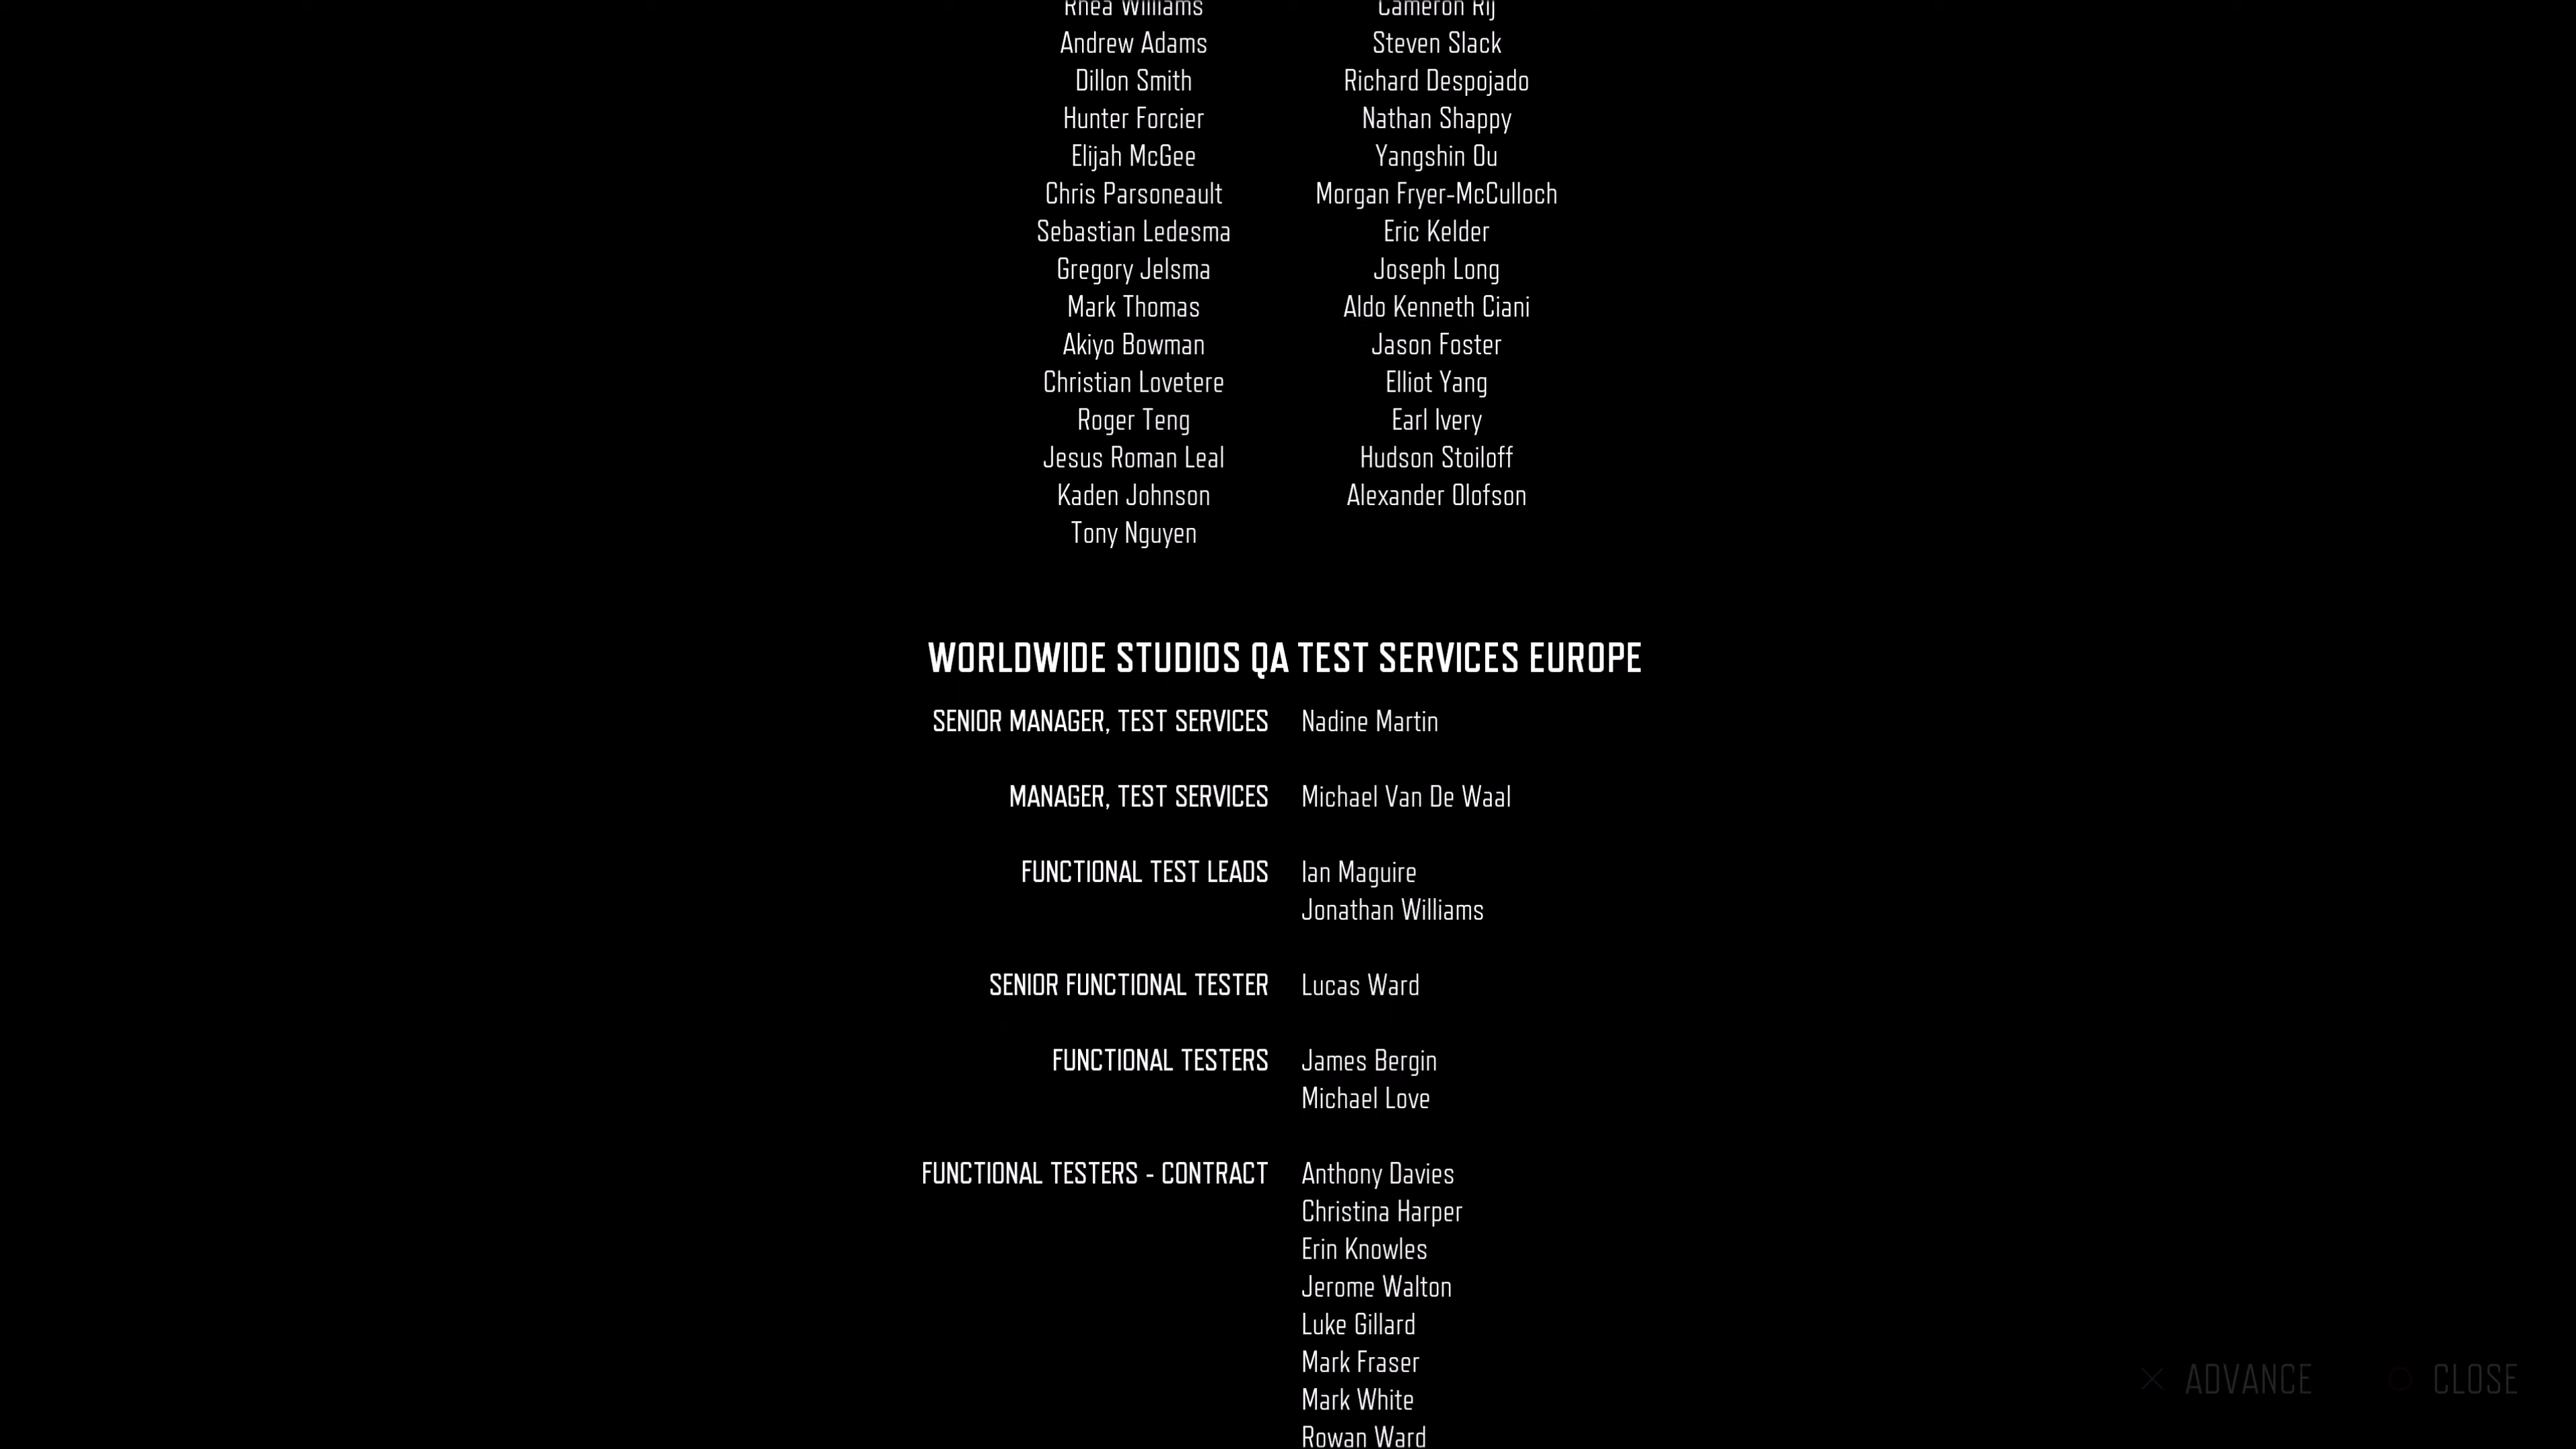 Rhea Williams Cameron Rij
Andrew Adams Steven Slack
Dillon Smith Richard Despojado
Hunter Forcier Nathan Shappy
Elijah McGee Yangshin Ou
Chris Parsoneault Morgan Fryer-McCulloch
Sebastian Ledesma Eric Kelder
Gregory Jelsma Joseph Long
Mark Thomas Aldo Kenneth Ciani
Akiyo Bowman Jason Foster
Christian Lovetere Elliot Yang
Roger Teng Earl Ivery
Jesus Roman Leal Hudson Stoiloff
Kaden Johnson Alexander Olofson
Tony Nguyen
WORLDWIDE STUDIOS QA TEST SERVICES EUROPE
SENIOR MANAGER, TEST SERVICES Nadine Martin
MANAGER, TEST SERVICES Michael Van De Waal
FUNCTIONAL TEST LEADS Ian Maguire
Jonathan Williams
SENIOR FUNCTIONAL TESTER Lucas Ward
FUNCTIONAL TESTERS James Bergin
Michael Love
FUNCTIONAL TESTERS - CONTRACT Anthony Davies
Christina Harper
Erin Knowles
Jerome Walton
Luke Gillard
Mark Fraser
Mark White
Rowan Ward
ADVANCE CLOSE